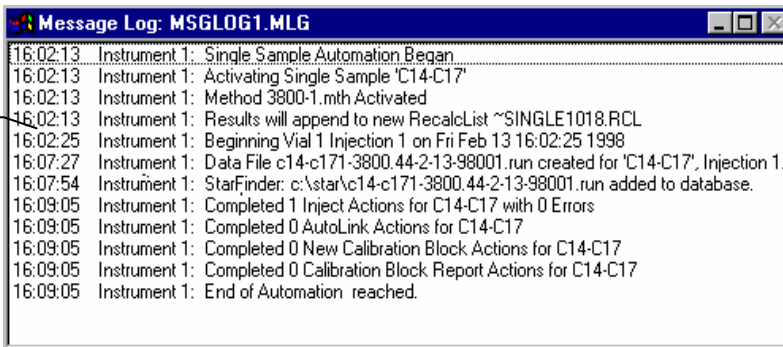 Message Log: MSGLOG1.MLG
16:02:13 Instrument 1: Single Sample Automation Began
16:02:13 Instrument 1: Activating Single Sample 'C14-C17'
16:02:13 Instrument 1: Method 3800-1.mth Activated
16:02:13 Instrument 1: Results will append to new RecalcList ~SINGLE1018.RCL
16:02:25 Instrument 1: Beginning Vial 1 Injection 1 on Fri Feb 13 16:02:25 1998
16:07:27 Instrument 1: Data File c14-c171-3800.44-2-13-98001.run created for 'C14-C17', Injection 1.
16:07:54 Instrument 1: StarFinder: c:\star\c14-c171-3800.44-2-13-98001.run added to database.
16:09:05 Instrument 1: Completed 1 Inject Actions for C14-C17 with 0 Errors
16:09:05 Instrument 1: Completed 0 AutoLink Actions for C14-C17
16:09:05 Instrument 1: Completed 0 New Calibration Block Actions for C14-C17
16:09:05 Instrument 1: Completed 0 Calibration Block Report Actions for C14-C17
16:09:05 Instrument 1: End of Automation reached.